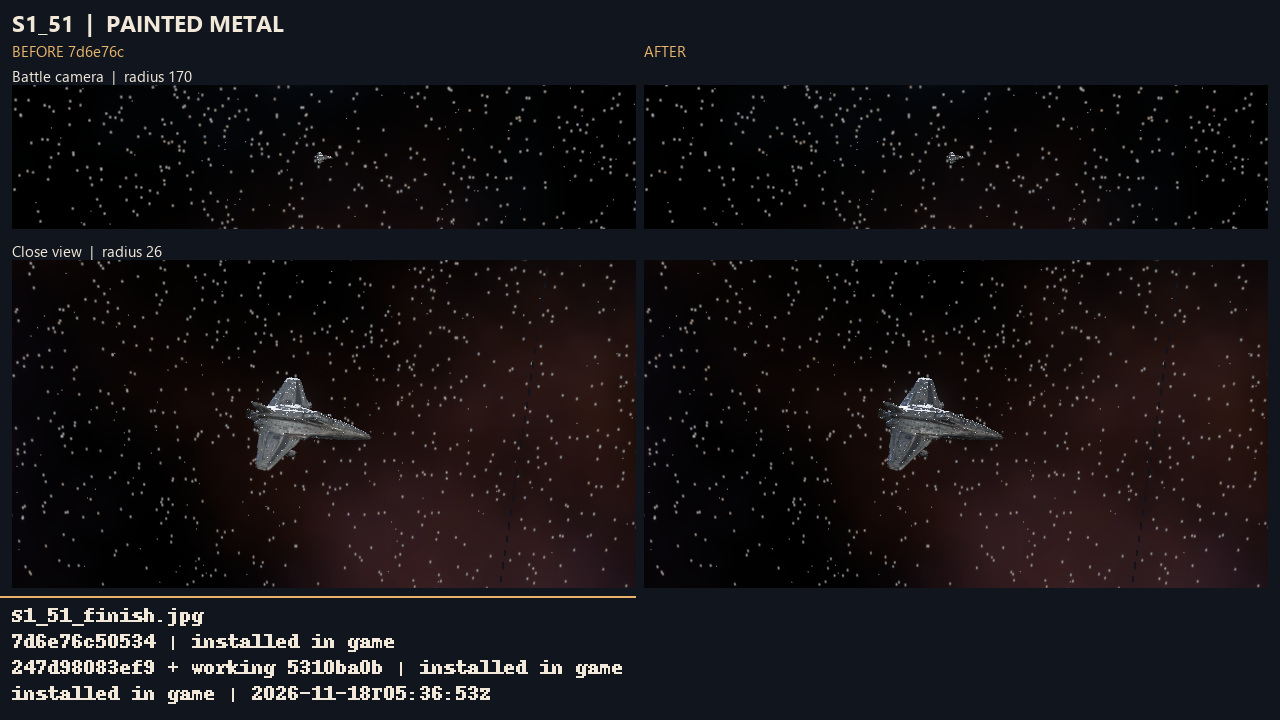 S1_51 | PAINTED METAL
BEFORE 7d6e76c
AFTER
Battle camera | radius 170
Close view | radius 26
S1_51_finish.jpg
7d6e76c50534 | installed in game
247d98083ef9 + working 5310ba0b | installed in game
installed in game | 2026-11-18T05:36:53Z